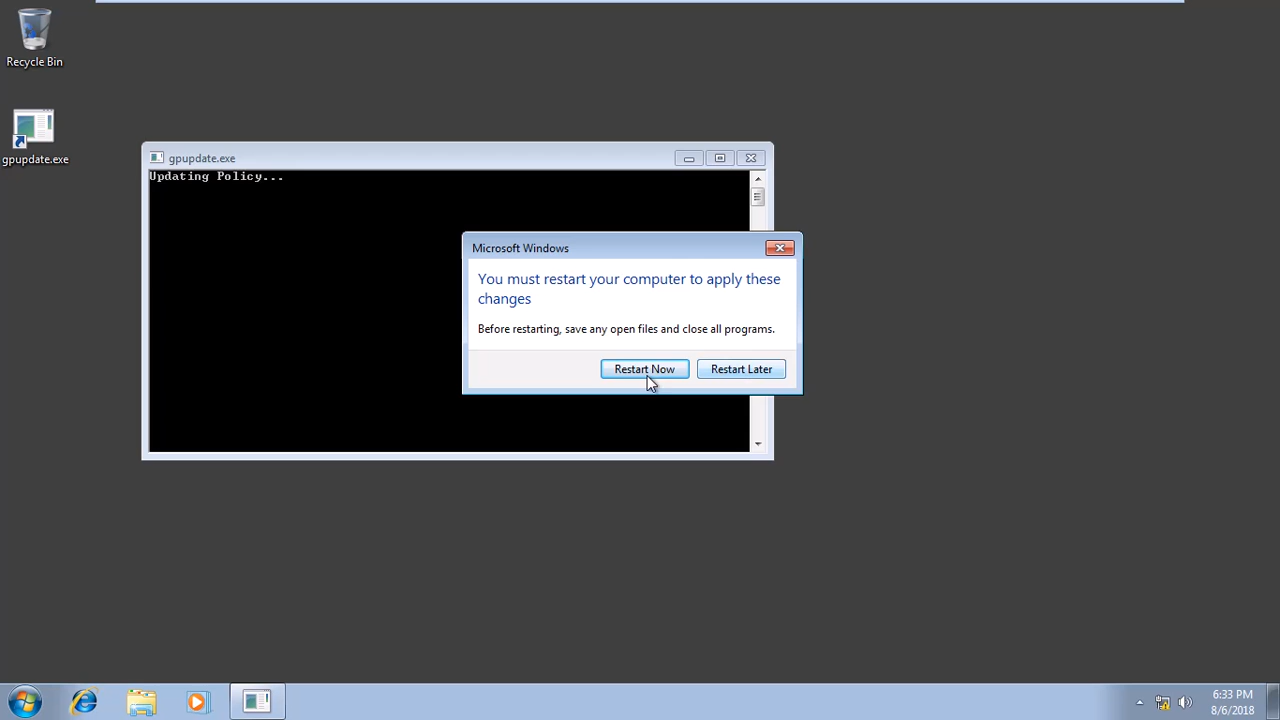 Recycle Bin
gpupdate.exe
gpupdate.exe
Updating Policy...
Microsoft Windows
You must restart your computer to apply these
changes
Before restarting, save any open files and close all programs.
Restart Now
Restart Later
6:33 PM
8/6/2018